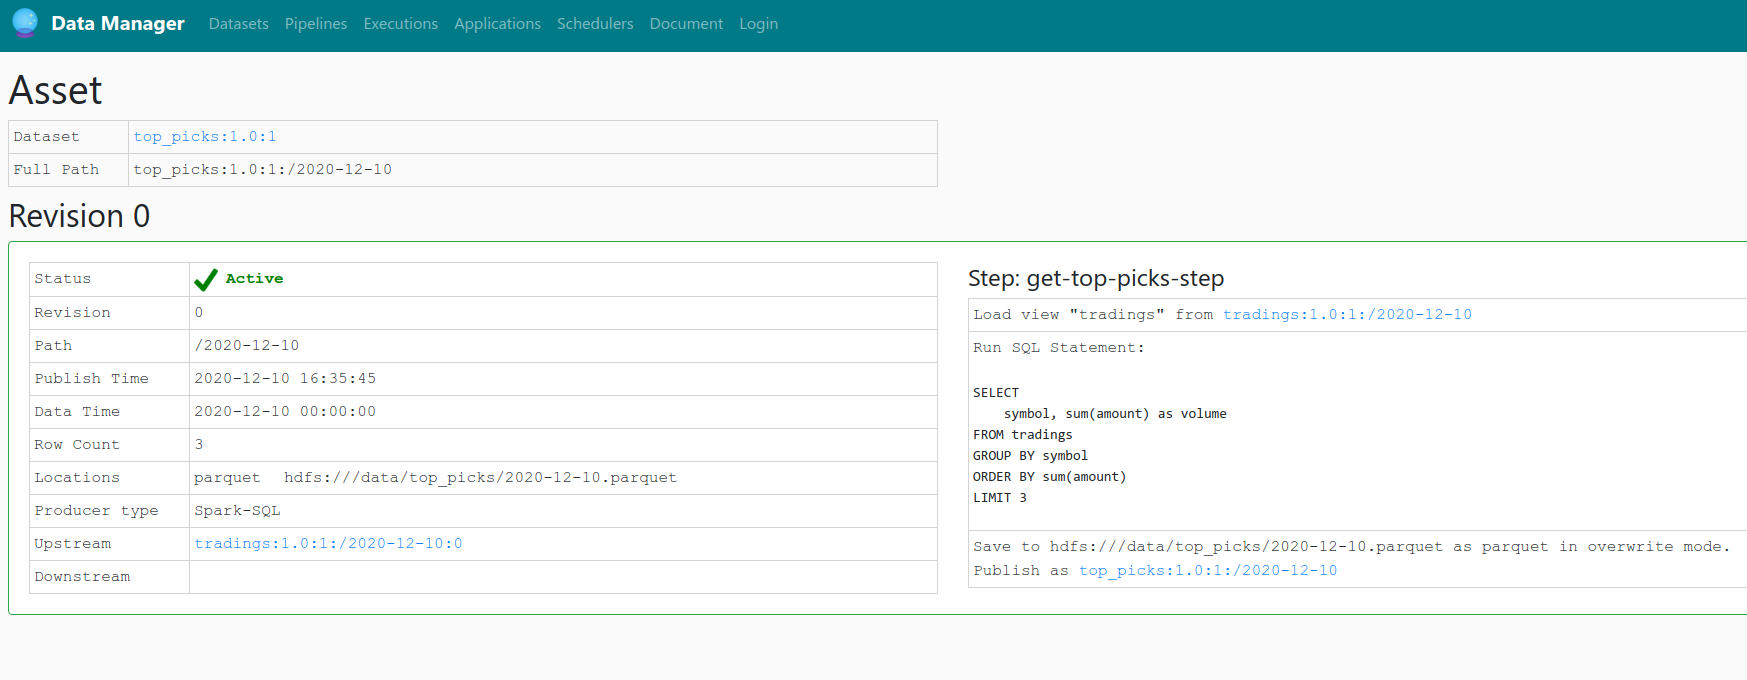 Data Manager Datasets Pipelines Executions Applications Schedulers Document Login
Asset
Dataset top_picks:1.0:1
Full Path top_picks:1.0:1:/2020-12-10
Revision 0
Status Active
Revision 0
Path /2020-12-10
Publish Time 2020-12-10 16:35:45
Data Time 2020-12-10 00:00:00
Row Count 3
Locations parquet hdfs:///data/top_picks/2020-12-10.parquet
Producer type Spark-SQL
Upstream tradings:1.0:1:/2020-12-10:0
Downstream
Step: get-top-picks-step
Load view "tradings" from tradings:1.0:1:/2020-12-10
Run SQL Statement:
SELECT
    symbol, sum(amount) as volume
FROM tradings
GROUP BY symbol
ORDER BY sum(amount)
LIMIT 3
Save to hdfs:///data/top_picks/2020-12-10.parquet as parquet in overwrite mode.
Publish as top_picks:1.0:1:/2020-12-10